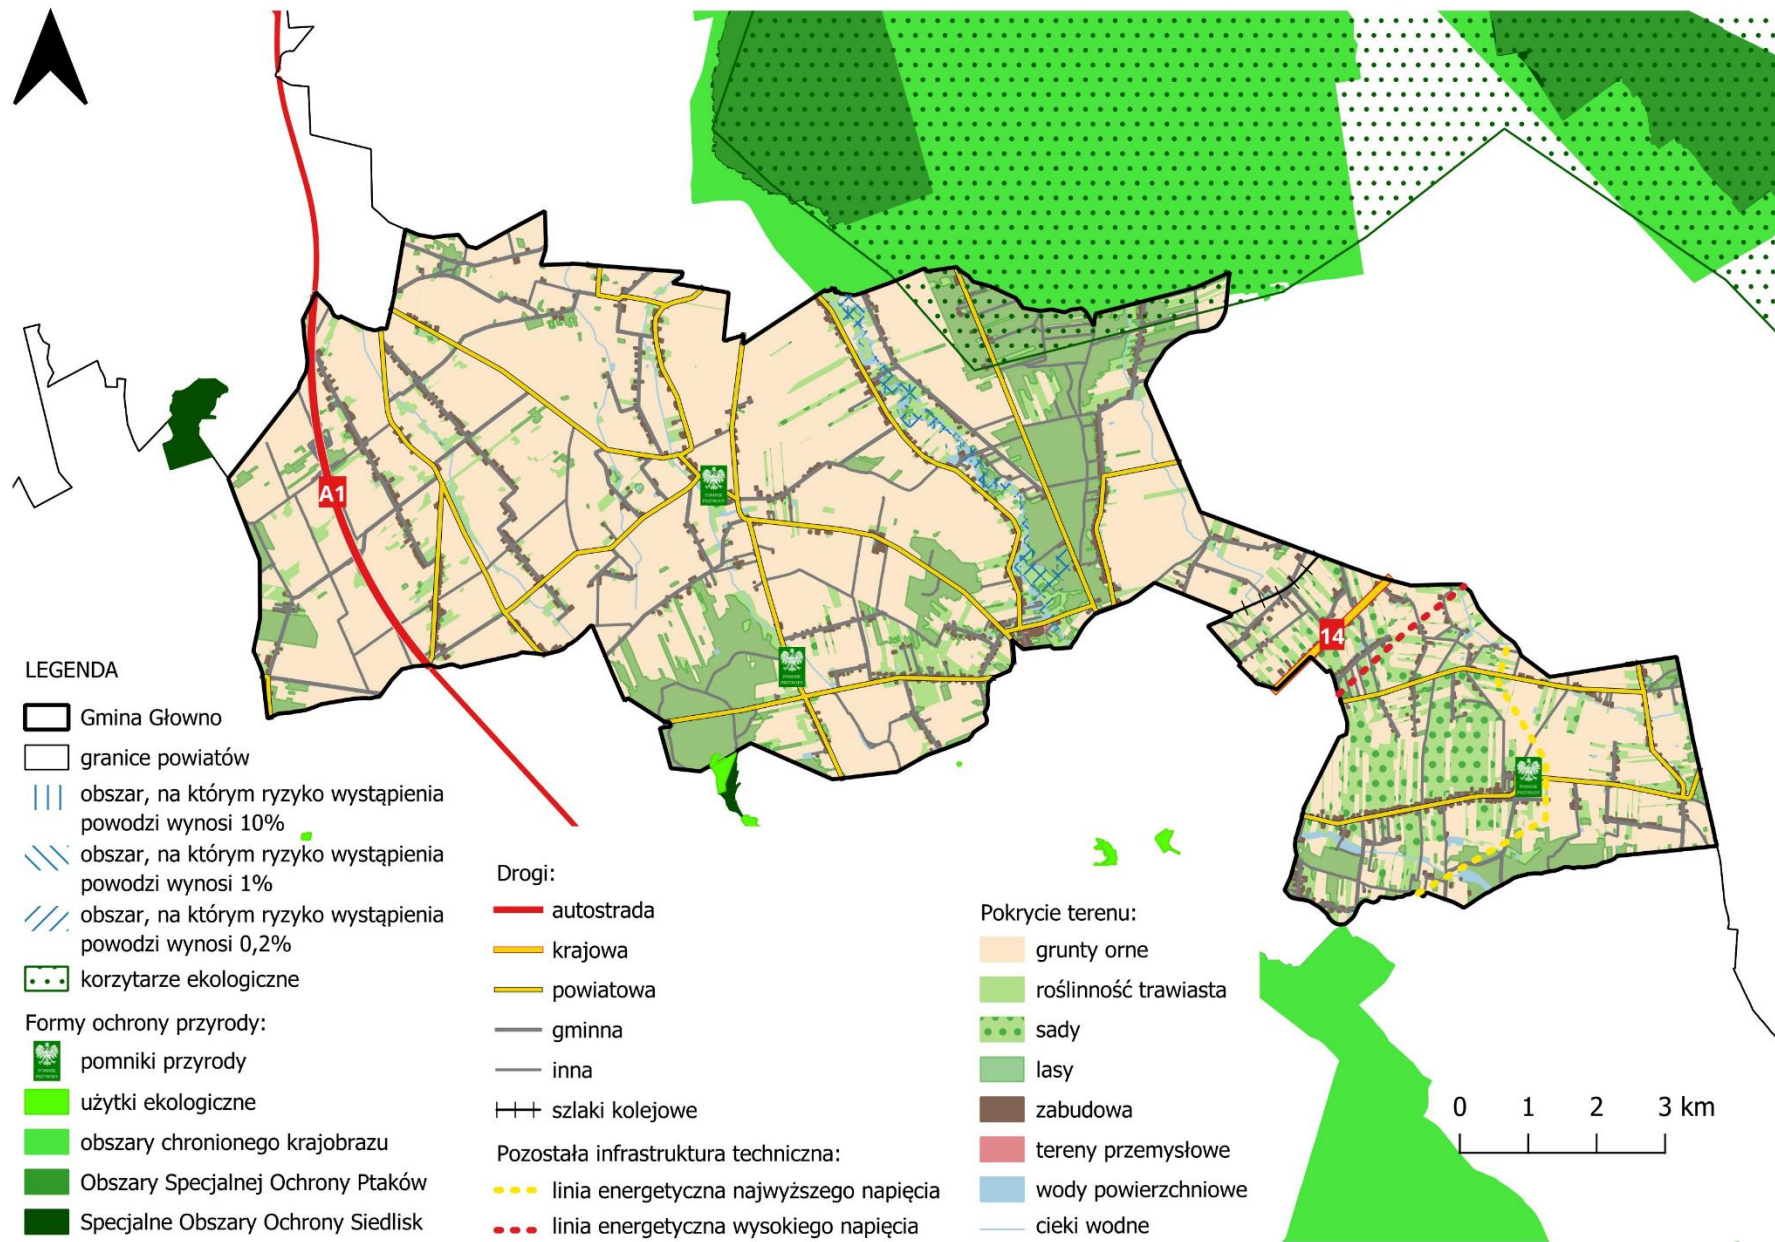 A1
14
LEGENDA
Gmina Głowno
granice powiatów
obszar, na którym ryzyko wystąpienia
powodzi wynosi 10%
obszar, na którym ryzyko wystąpienia
powodzi wynosi 1%
obszar, na którym ryzyko wystąpienia
powodzi wynosi 0,2%
korzytarze ekologiczne
Formy ochrony przyrody:
pomniki przyrody
użytki ekologiczne
obszary chronionego krajobrazu
Obszary Specjalnej Ochrony Ptaków
Specjalne Obszary Ochrony Siedlisk
Drogi:
autostrada
krajowa
powiatowa
gminna
inna
szlaki kolejowe
Pozostała infrastruktura techniczna:
linia energetyczna najwyższego napięcia
linia energetyczna wysokiego napięcia
Pokrycie terenu:
grunty orne
roślinność trawiasta
sady
lasy
zabudowa
tereny przemysłowe
wody powierzchniowe
cieki wodne
0 1 2 3 km